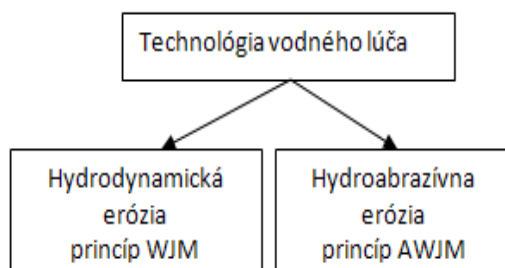 Technológia vodného lúča
Hydrodynamická
erózia
princíp WJM
Hydroabrazívna
erózia
princíp AWJM